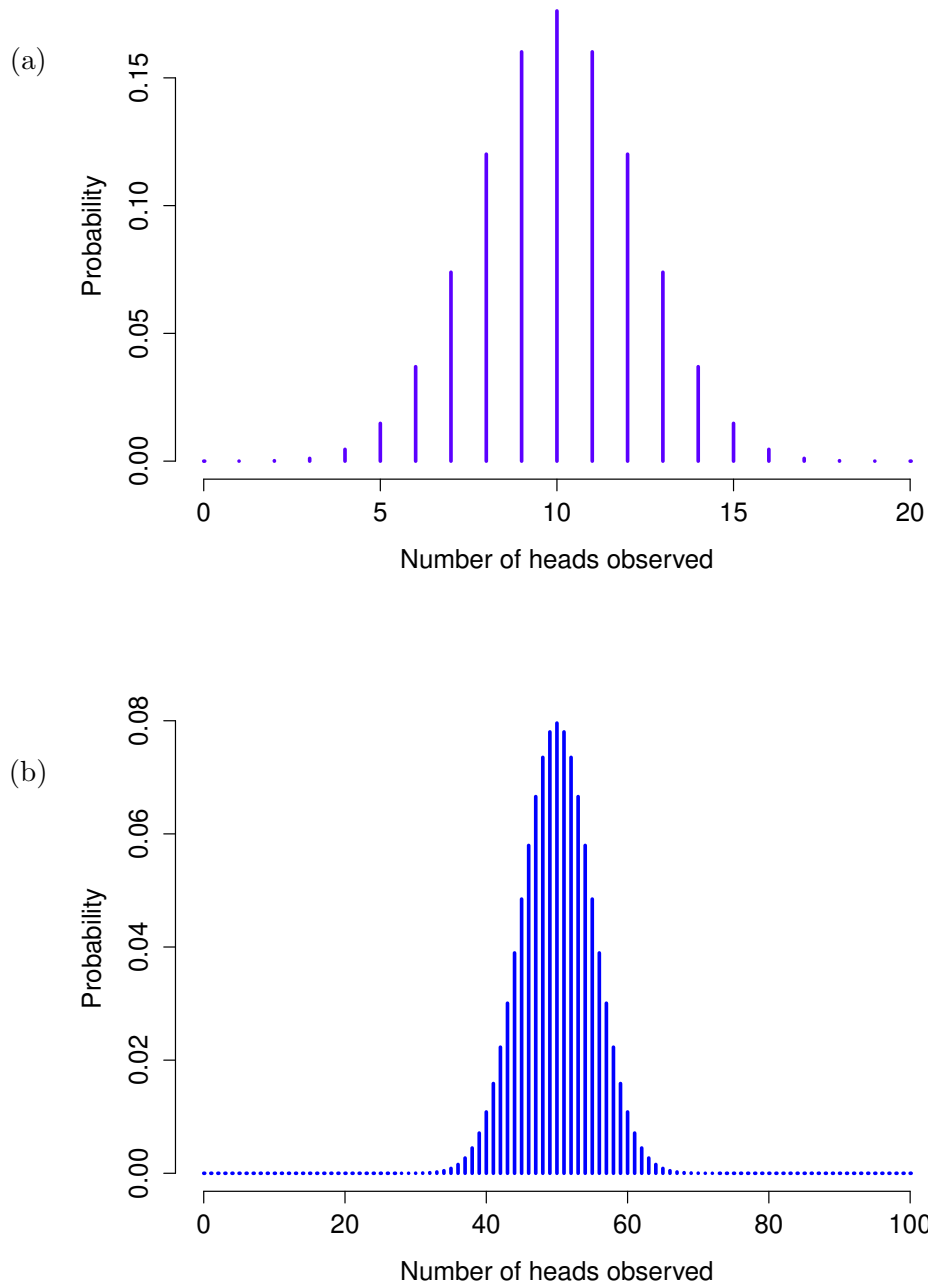 (a)
0.15
0.10
0.05
0.00
Probability
0 5 10 15 20
Number of heads observed
(b)
0.08
0.06
0.04
0.02
0.00
Probability
0 20 40 60 80 100
Number of heads observed